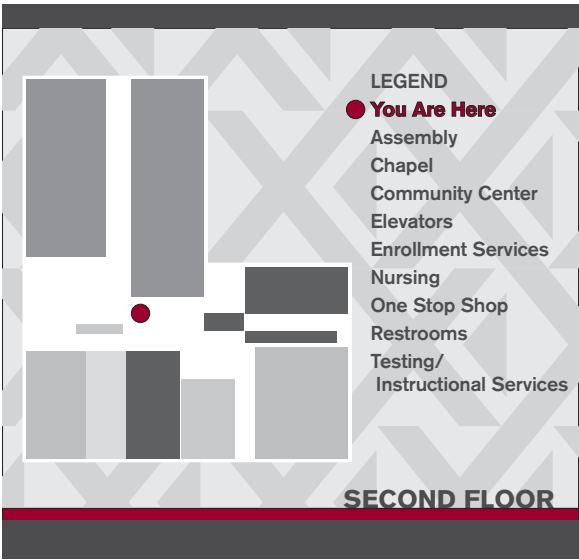 LEGEND
You Are Here
Assembly
Chapel
Community Center
Elevators
Enrollment Services
Nursing
One Stop Shop
Restrooms
Testing/
Instructional Services
SECOND FLOOR